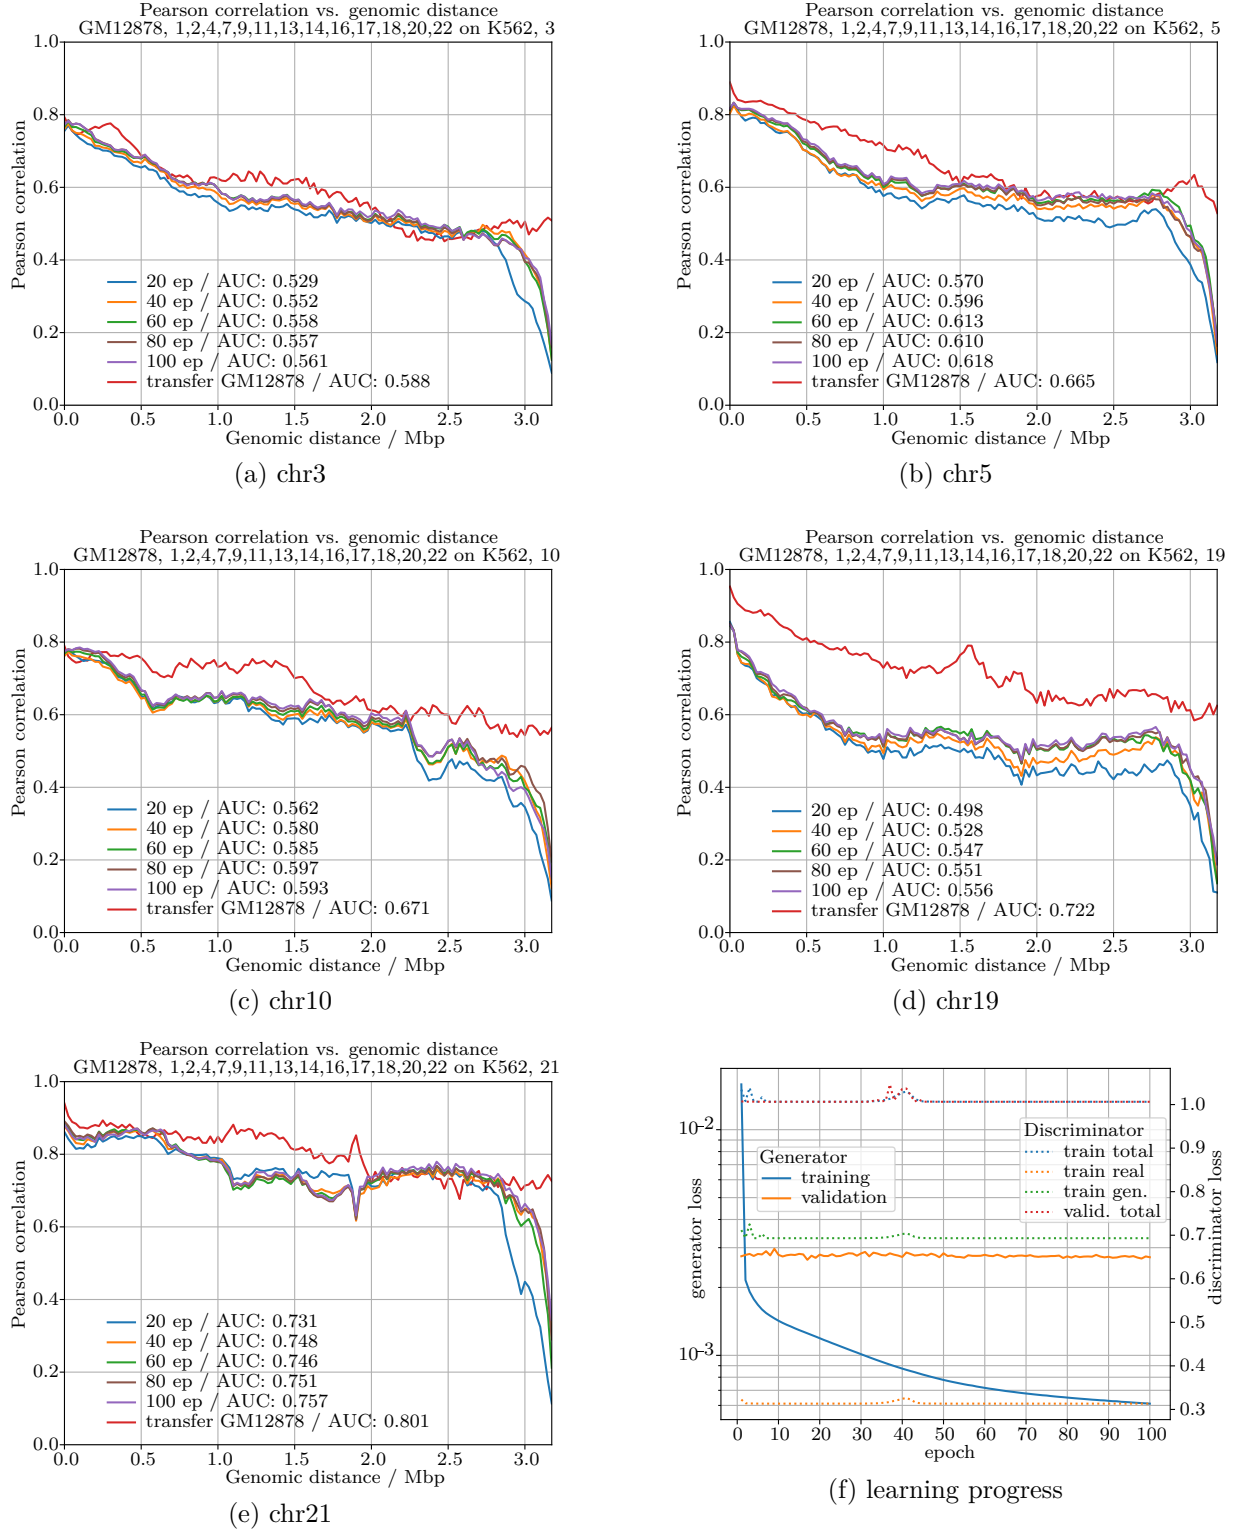 Pearson correlation vs. genomic distance
GM12878, 1,2,4,7,9,11,13,14,16,17,18,20,22 on K562, 3
1.0
0.8
0.6
0.4
0.2
0.0
Pearson correlation
20 ep / AUC: 0.529
40 ep / AUC: 0.552
60 ep / AUC: 0.558
80 ep / AUC: 0.557
100 ep / AUC: 0.561
transfer GM12878 / AUC: 0.588
0.0 0.5 1.0 1.5 2.0 2.5 3.0
Genomic distance / Mbp
(a) chr3
Pearson correlation vs. genomic distance
GM12878, 1,2,4,7,9,11,13,14,16,17,18,20,22 on K562, 5
1.0
0.8
0.6
0.4
0.2
0.0
Pearson correlation
20 ep / AUC: 0.570
40 ep / AUC: 0.596
60 ep / AUC: 0.613
80 ep / AUC: 0.610
100 ep / AUC: 0.618
transfer GM12878 / AUC: 0.665
0.0 0.5 1.0 1.5 2.0 2.5 3.0
Genomic distance / Mbp
(b) chr5
Pearson correlation vs. genomic distance
GM12878, 1,2,4,7,9,11,13,14,16,17,18,20,22 on K562, 10
1.0
0.8
0.6
0.4
0.2
0.0
Pearson correlation
20 ep / AUC: 0.562
40 ep / AUC: 0.580
60 ep / AUC: 0.585
80 ep / AUC: 0.597
100 ep / AUC: 0.593
transfer GM12878 / AUC: 0.671
0.0 0.5 1.0 1.5 2.0 2.5 3.0
Genomic distance / Mbp
(c) chr10
Pearson correlation vs. genomic distance
GM12878, 1,2,4,7,9,11,13,14,16,17,18,20,22 on K562, 19
1.0
0.8
0.6
0.4
0.2
0.0
Pearson correlation
20 ep / AUC: 0.498
40 ep / AUC: 0.528
60 ep / AUC: 0.547
80 ep / AUC: 0.551
100 ep / AUC: 0.556
transfer GM12878 / AUC: 0.722
0.0 0.5 1.0 1.5 2.0 2.5 3.0
Genomic distance / Mbp
(d) chr19
Pearson correlation vs. genomic distance
GM12878, 1,2,4,7,9,11,13,14,16,17,18,20,22 on K562, 21
1.0
0.8
0.6
0.4
0.2
0.0
Pearson correlation
20 ep / AUC: 0.731
40 ep / AUC: 0.748
60 ep / AUC: 0.746
80 ep / AUC: 0.751
100 ep / AUC: 0.757
transfer GM12878 / AUC: 0.801
0.0 0.5 1.0 1.5 2.0 2.5 3.0
Genomic distance / Mbp
(e) chr21
10⁻²
10⁻³
generator loss
Generator
training
validation
Discriminator
train total
train real
train gen.
valid. total
1.0
0.9
0.8
0.7
0.6
0.5
0.4
0.3
discriminator loss
0 10 20 30 40 50 60 70 80 90 100
epoch
(f) learning progress